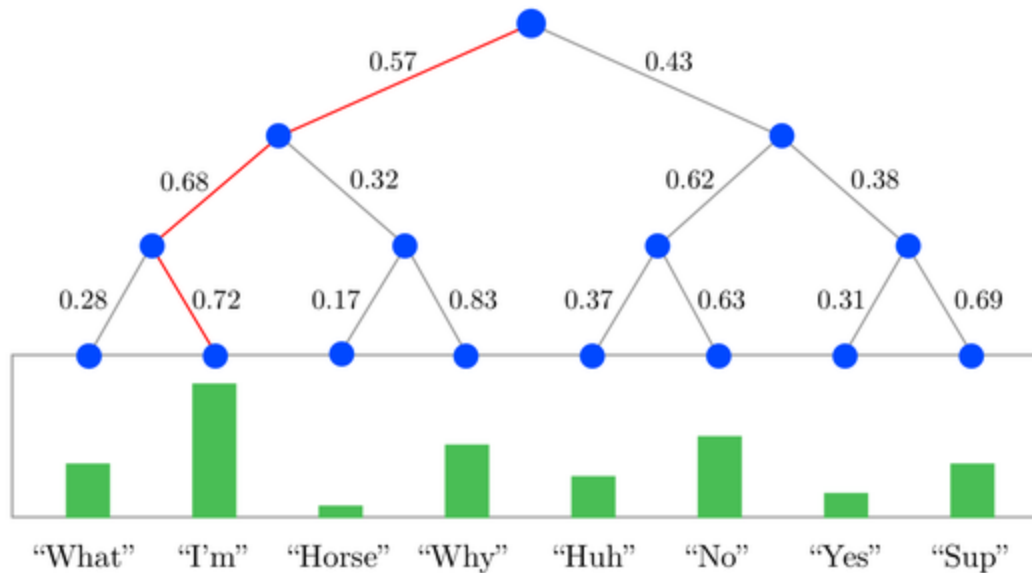 0.57 0.43
0.68 0.32 0.62 0.38
0.28 0.72 0.17 0.83 0.37 0.63 0.31 0.69
“What” “I’m” “Horse” “Why” “Huh” “No” “Yes” “Sup”